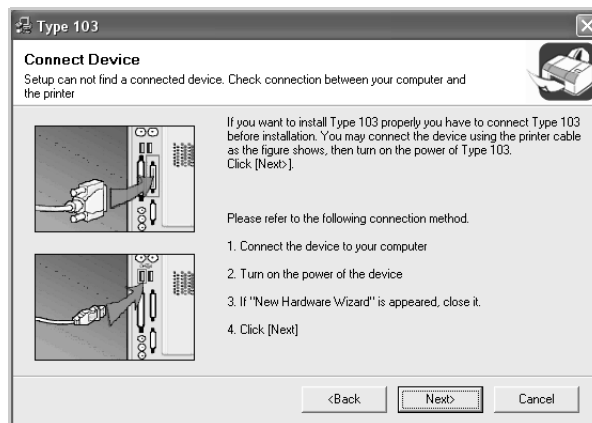 Type 103
Connect Device
Setup can not find a connected device. Check connection between your computer and
the printer
If you want to install Type 103 properly you have to connect Type 103
before installation. You may connect the device using the printer cable
as the figure shows, then turn on the power of Type 103.
Click [Next>].
Please refer to the following connection method.
1. Connect the device to your computer
2. Turn on the power of the device
3. If "New Hardware Wizard" is appeared, close it.
4. Click [Next]
<Back
Next>
Cancel